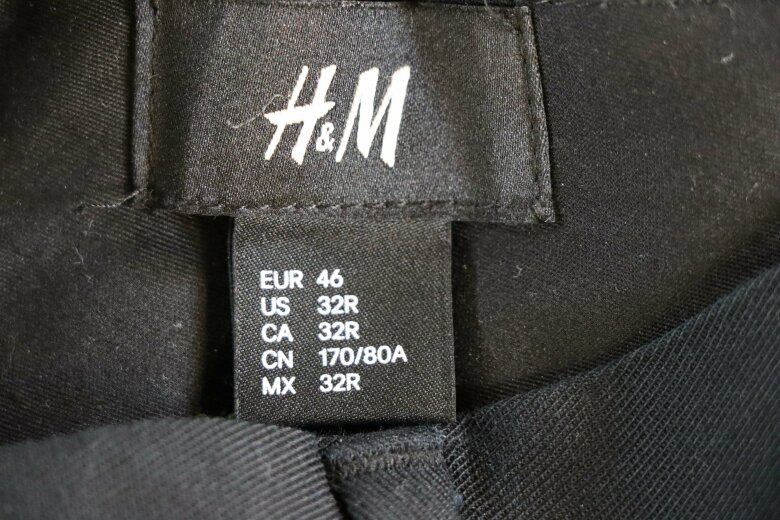 H&M
EUR 46
US 32R
CA 32R
CN 170/80A
MX 32R